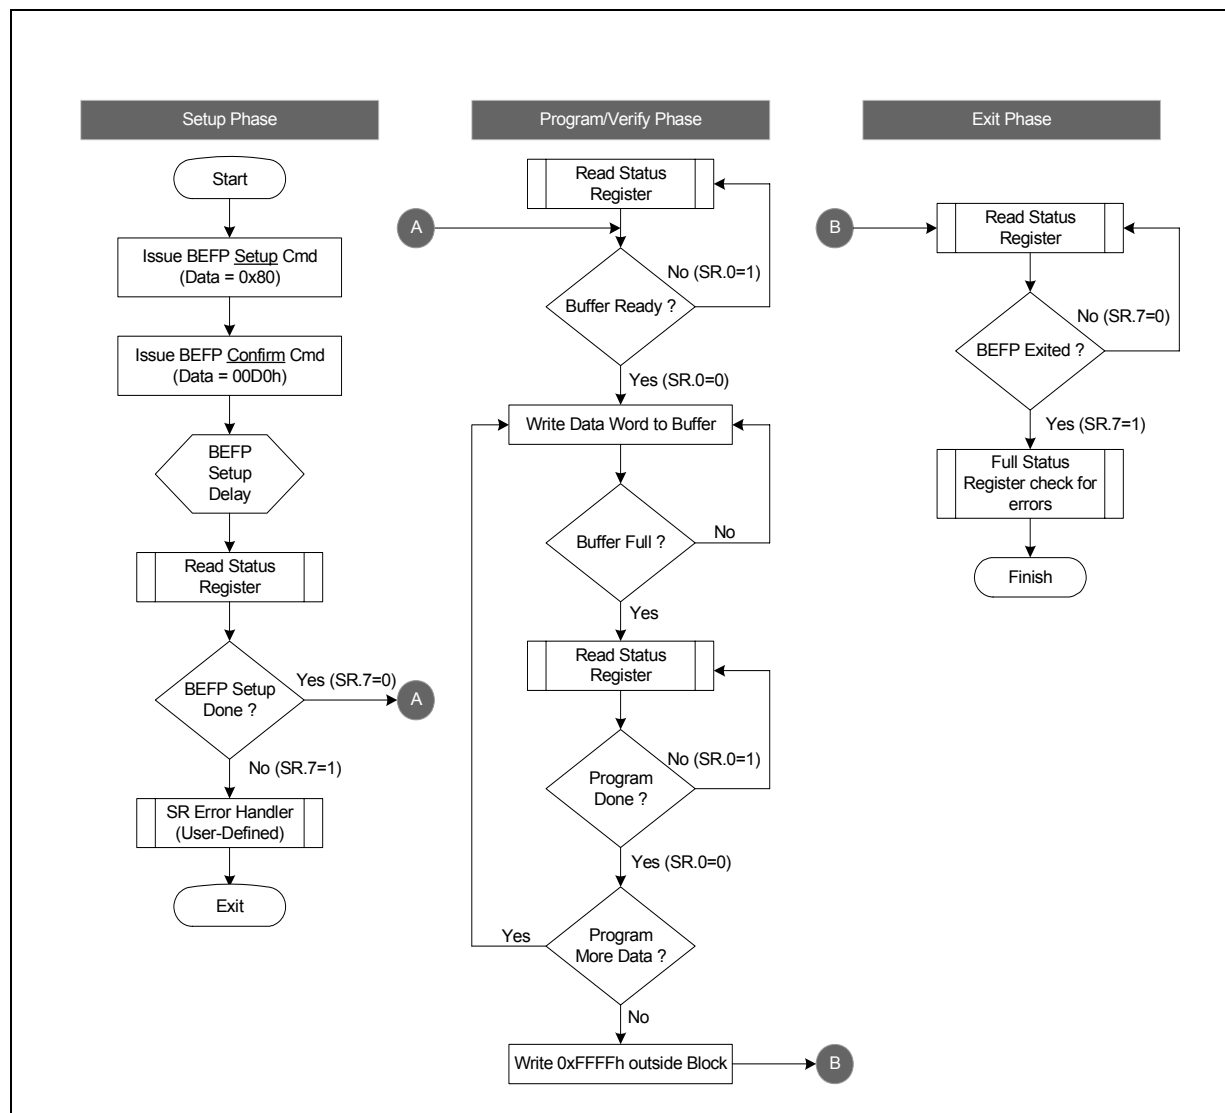 Setup Phase
Start
Issue BEFP Setup Cmd
(Data = 0x80)
Issue BEFP Confirm Cmd
(Data = 00D0h)
BEFP
Setup
Delay
Read Status
Register
BEFP Setup
Done ?
Yes (SR.7=0)
A
No (SR.7=1)
SR Error Handler
(User-Defined)
Exit
Program/Verify Phase
Read Status
Register
A
No (SR.0=1)
Buffer Ready ?
Yes (SR.0=0)
Write Data Word to Buffer
Buffer Full ?
No
Yes
Read Status
Register
No (SR.0=1)
Program
Done ?
Yes (SR.0=0)
Program
More Data ?
Yes
No
Write 0xFFFFh outside Block
B
Exit Phase
B
Read Status
Register
No (SR.7=0)
BEFP Exited ?
Yes (SR.7=1)
Full Status
Register check for
errors
Finish